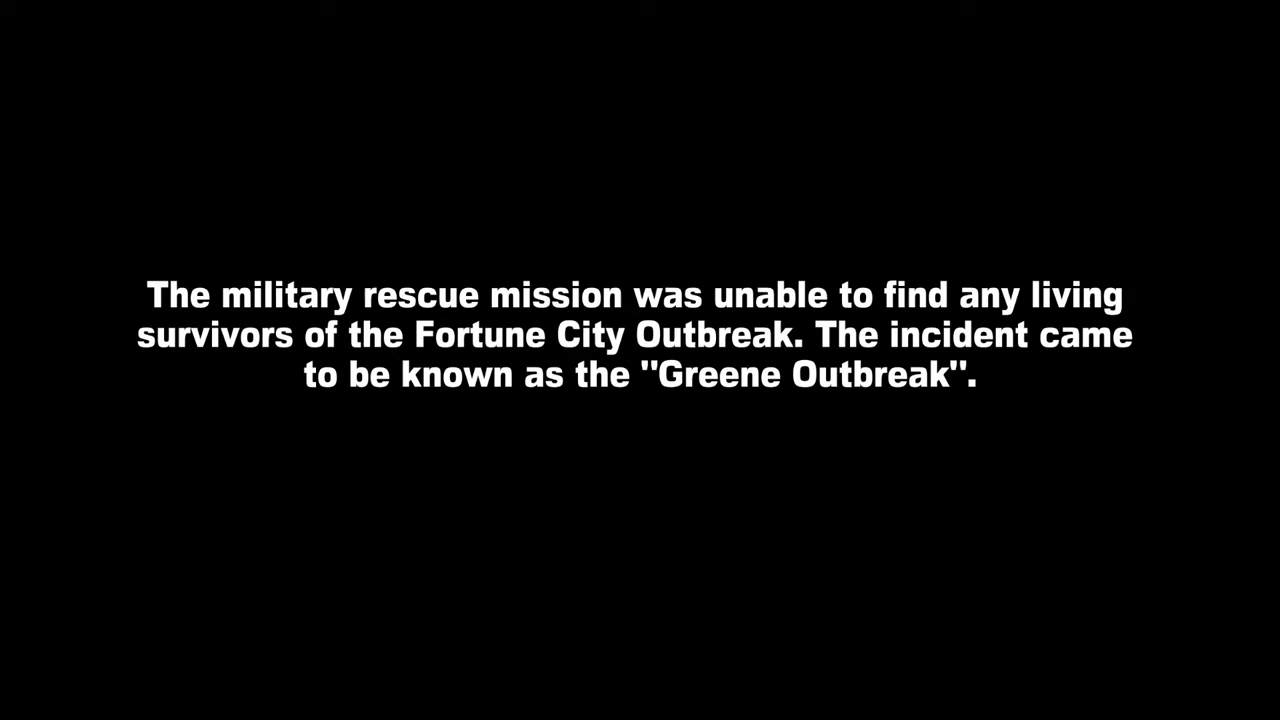 The military rescue mission was unable to find any living
survivors of the Fortune City Outbreak. The incident came
to be known as the "Greene Outbreak".